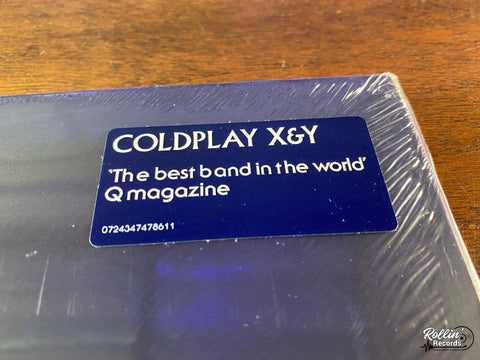 COLDPLAY X&Y
'The best band in the world'
Q magazine
0724347478611
Rollin'
Records